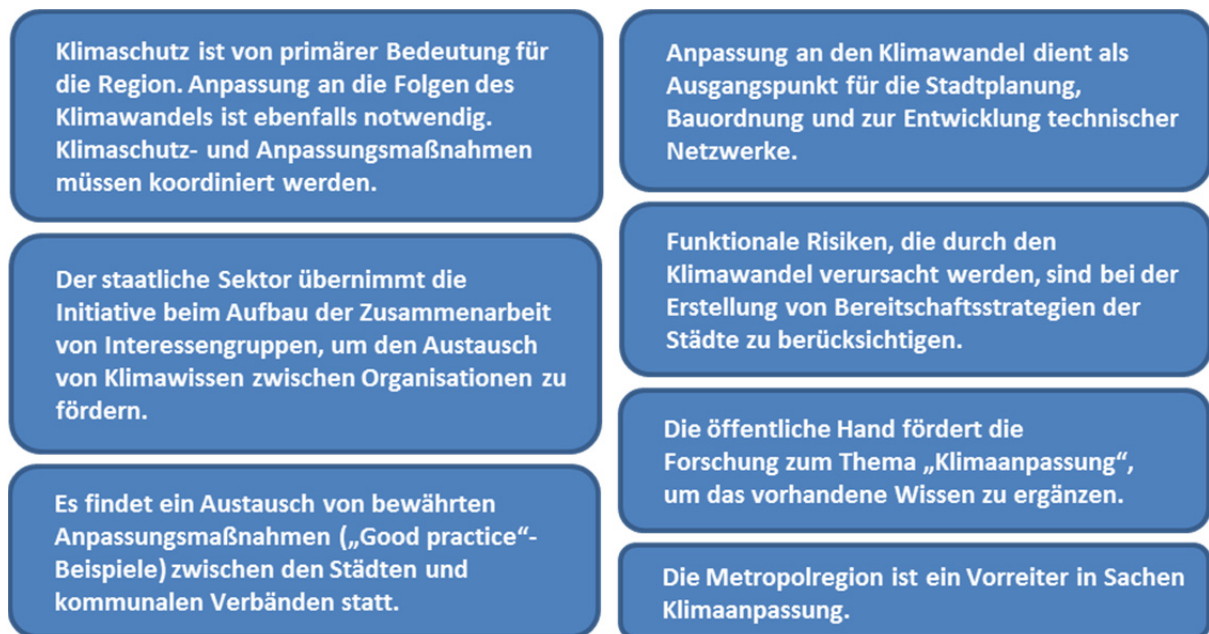 Klimaschutz ist von primärer Bedeutung für
die Region. Anpassung an die Folgen des
Klimawandels ist ebenfalls notwendig.
Klimaschutz- und Anpassungsmaßnahmen
müssen koordiniert werden.
Der staatliche Sektor übernimmt die
Initiative beim Aufbau der Zusammenarbeit
von Interessengruppen, um den Austausch
von Klimawissen zwischen Organisationen zu
fördern.
Es findet ein Austausch von bewährten
Anpassungsmaßnahmen („Good practice“-
Beispiele) zwischen den Städten und
kommunalen Verbänden statt.
Anpassung an den Klimawandel dient als
Ausgangspunkt für die Stadtplanung,
Bauordnung und zur Entwicklung technischer
Netzwerke.
Funktionale Risiken, die durch den
Klimawandel verursacht werden, sind bei der
Erstellung von Bereitschaftsstrategien der
Städte zu berücksichtigen.
Die öffentliche Hand fördert die
Forschung zum Thema „Klimaanpassung“,
um das vorhandene Wissen zu ergänzen.
Die Metropolregion ist ein Vorreiter in Sachen
Klimaanpassung.